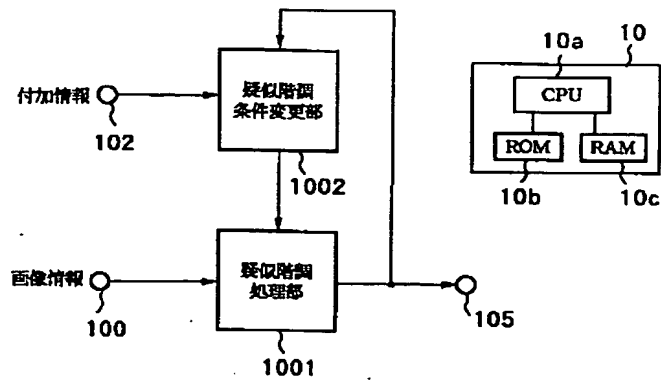 付加情報
102
疑似階調
条件変更部
1002
10a
10
CPU
ROM
RAM
10b
10c
画像情報
100
疑似階調
処理部
1001
105